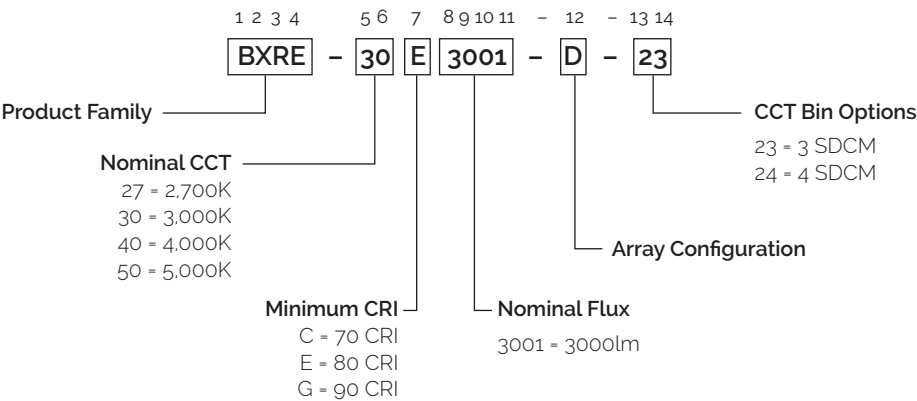 1 2 3 4 5 6 7 8 9 10 11 – 12 – 13 14
BXRE – 30 E 3001 – D – 23
Product Family
CCT Bin Options
23 = 3 SDCM
24 = 4 SDCM
Nominal CCT
27 = 2,700K
30 = 3,000K
40 = 4,000K
50 = 5,000K
Array Configuration
Minimum CRI
C = 70 CRI
E = 80 CRI
G = 90 CRI
Nominal Flux
3001 = 3000lm